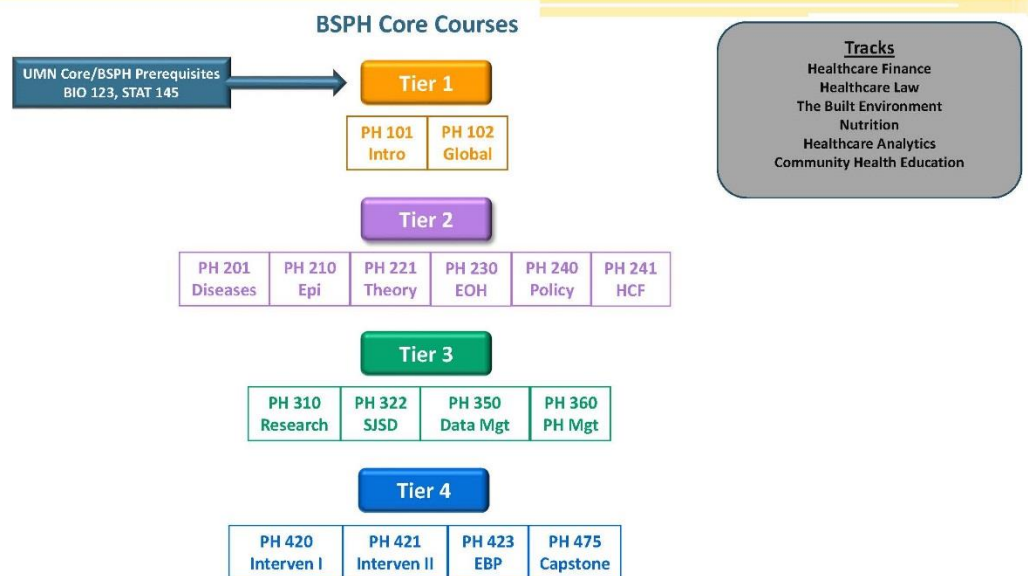 BSPH Core Courses
UMN Core/BSPH Prerequisites
BIO 123, STAT 145
Tier 1
PH 101
Intro
PH 102
Global
Tier 2
PH 201
Diseases
PH 210
Epi
PH 221
Theory
PH 230
EOH
PH 240
Policy
PH 241
HCF
Tier 3
PH 310
Research
PH 322
SJSD
PH 350
Data Mgt
PH 360
PH Mgt
Tier 4
PH 420
Interven I
PH 421
Interven II
PH 423
EBP
PH 475
Capstone
Tracks
Healthcare Finance
Healthcare Law
The Built Environment
Nutrition
Healthcare Analytics
Community Health Education